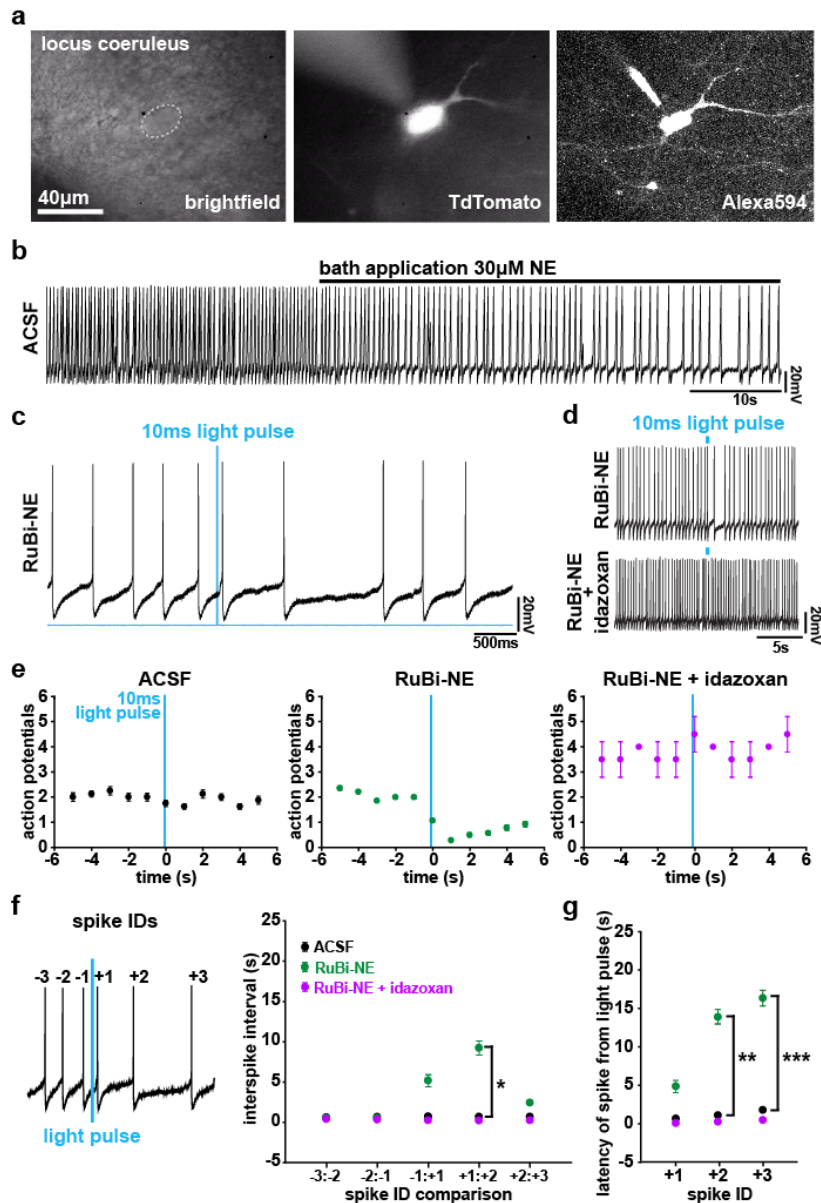 a
locus coeruleus
40µm
brightfield
TdTomato
Alexa594
b
bath application 30µM NE
ACSF
20mV
10s
c
10ms light pulse
RuBi-NE
20mV
500ms
d
10ms light pulse
RuBi-NE
RuBi-NE
+
idazoxan
20mV
5s
e
ACSF
10ms
light pulse
action potentials
6
5
4
3
2
1
0
-6 -4 -2 0 2 4 6
time (s)
RuBi-NE
action potentials
6
5
4
3
2
1
0
-6 -4 -2 0 2 4 6
time (s)
RuBi-NE + idazoxan
action potentials
6
5
4
3
2
1
0
-6 -4 -2 0 2 4 6
time (s)
f
spike IDs
-3 -2 -1 +1 +2 +3
light pulse
interspike interval (s)
25
20
15
10
5
0
-5
ACSF
RuBi-NE
RuBi-NE + idazoxan
*
-3:-2 -2:-1 -1:+1 +1:+2 +2:+3
spike ID comparison
g
latency of spike from light pulse (s)
25
20
15
10
5
0
-5
**
***
+1 +2 +3
spike ID